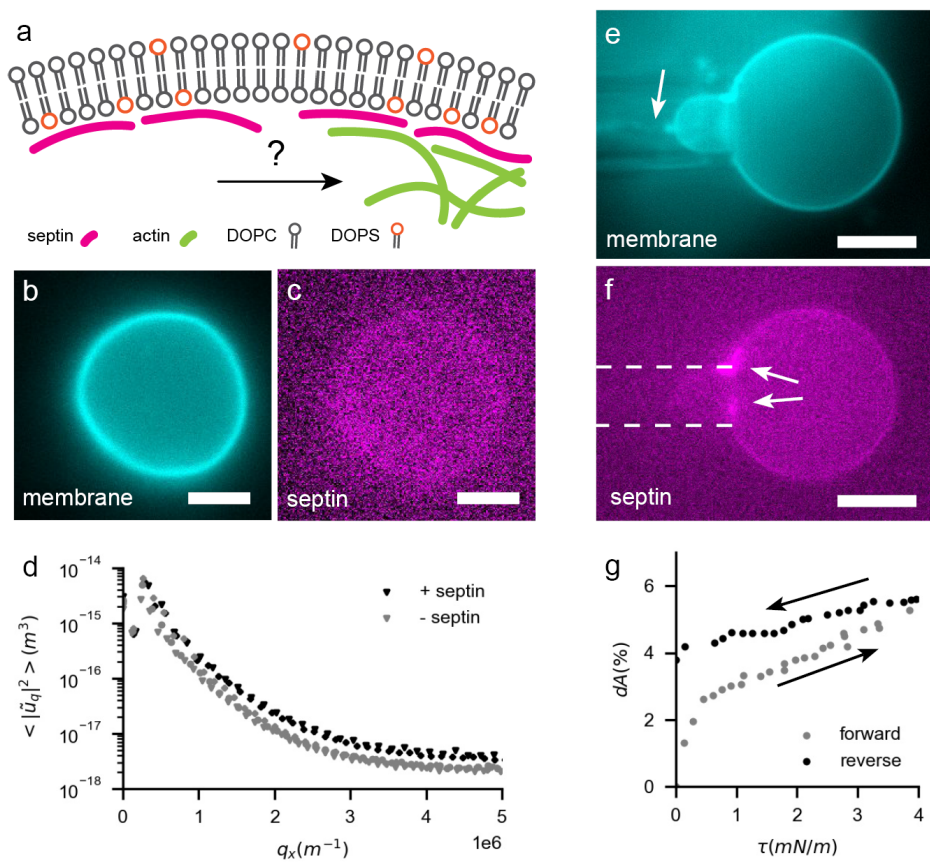 a
?
septin actin DOPC DOPS
b
membrane
c
septin
d
10⁻¹⁴
10⁻¹⁵
10⁻¹⁶
10⁻¹⁷
10⁻¹⁸
< |ũ_q|² > (m³)
+ septin
- septin
0 1 2 3 4 5
1e6
q_x(m⁻¹)
e
membrane
f
septin
g
6
4
2
0
dA(%)
forward
reverse
0 1 2 3 4
τ(mN/m)